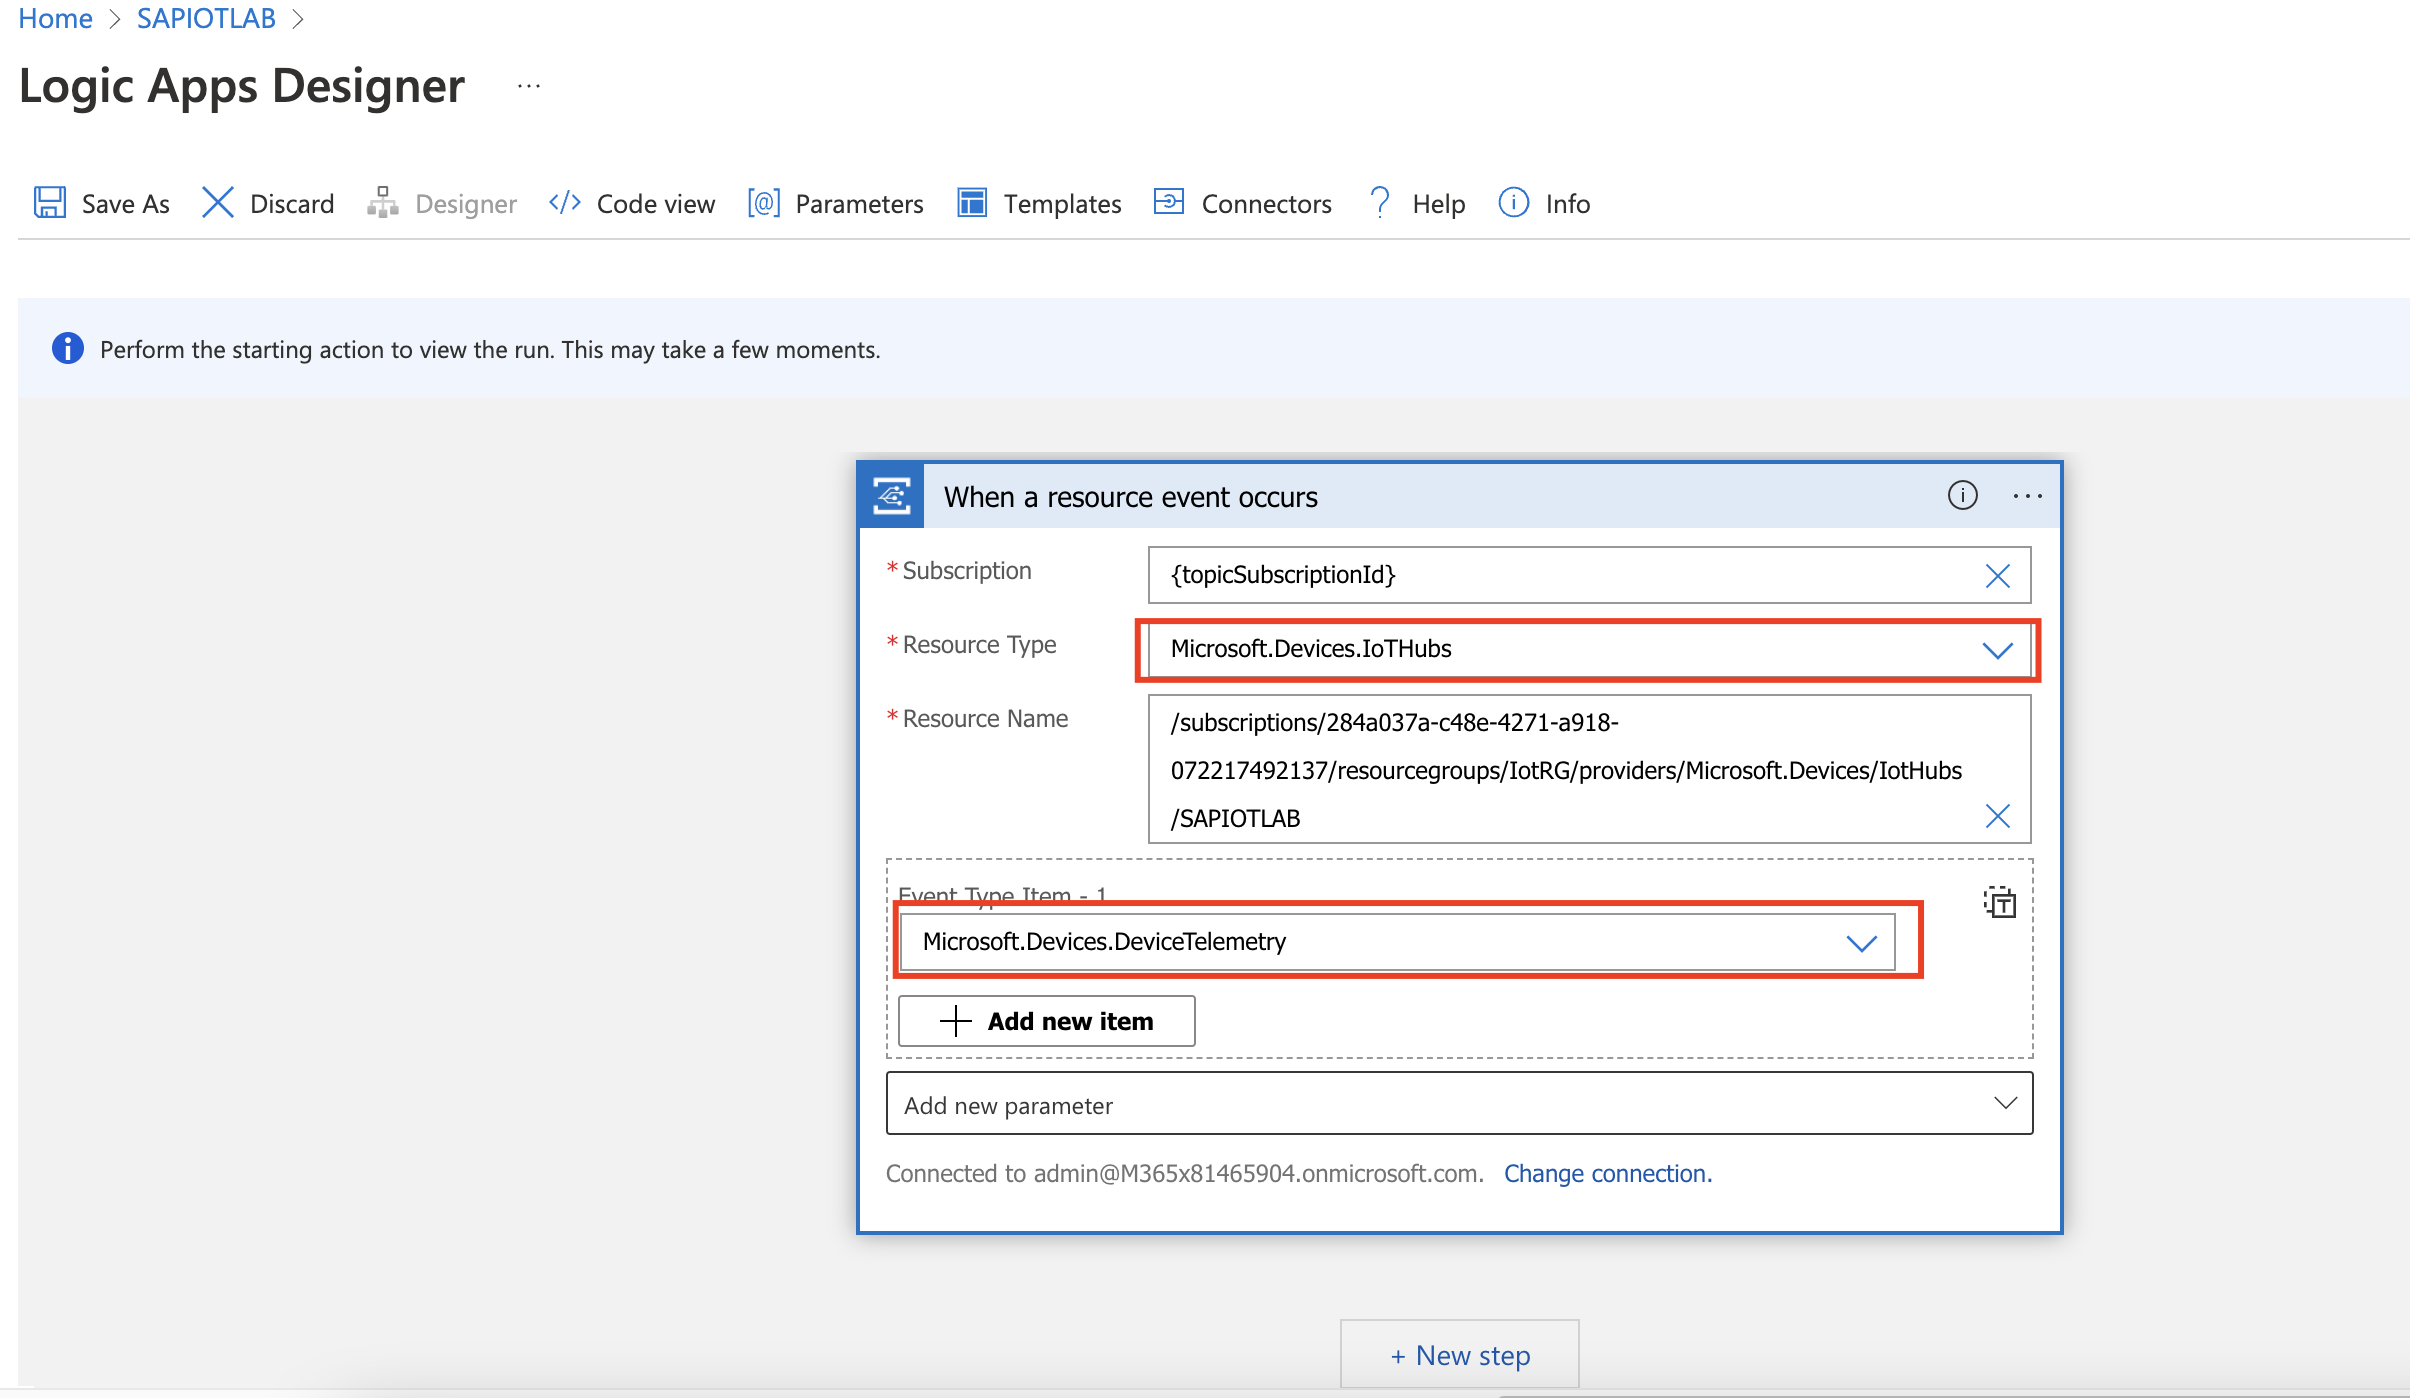 Home > SAPIOTLAB >
Logic Apps Designer ...
Save As Discard Designer </> Code view [@] Parameters Templates Connectors ? Help i Info
Perform the starting action to view the run. This may take a few moments.
When a resource event occurs
* Subscription
{topicSubscriptionId}
* Resource Type
Microsoft.Devices.IoTHubs
* Resource Name
/subscriptions/284a037a-c48e-4271-a918-
072217492137/resourcegroups/IotRG/providers/Microsoft.Devices/IotHubs
/SAPIOTLAB
Event Type Item - 1
Microsoft.Devices.DeviceTelemetry
Add new item
Add new parameter
Connected to admin@M365x81465904.onmicrosoft.com. Change connection.
+ New step